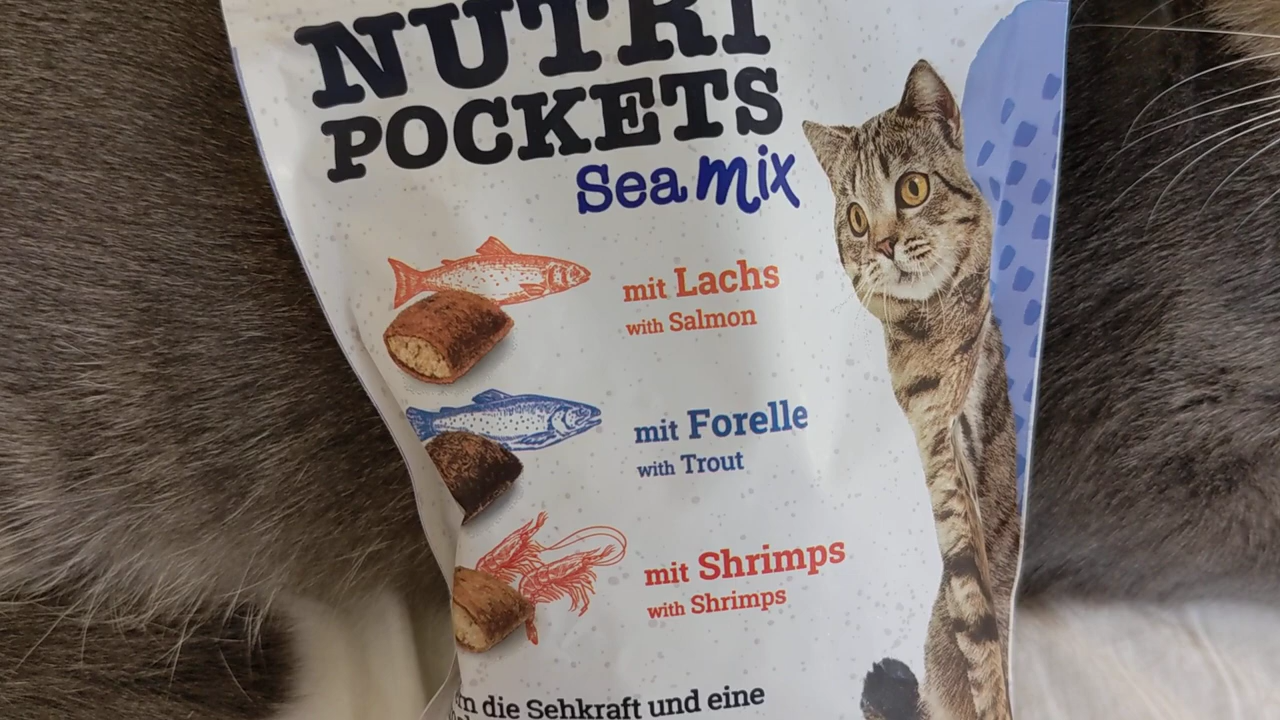 NUTRI
POCKETS
Sea mix
mit Lachs
with Salmon
mit Forelle
with Trout
mit Shrimps
with Shrimps
die Sehkraft und eine